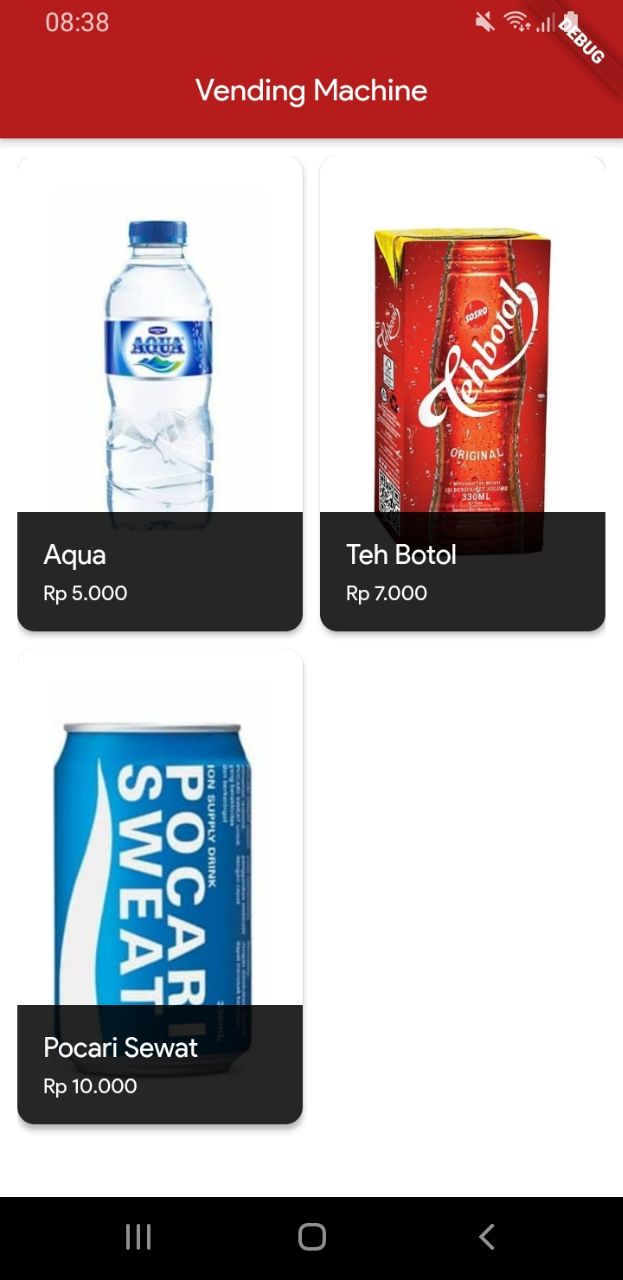 08:38
DEBUG
Vending Machine
AQUA
SOSRO
Tehbotol
ORIGINAL
330ML
Aqua
Rp 5.000
Teh Botol
Rp 7.000
POCARI
SWEAT
ION SUPPLY DRINK
Pocari Sewat
Rp 10.000